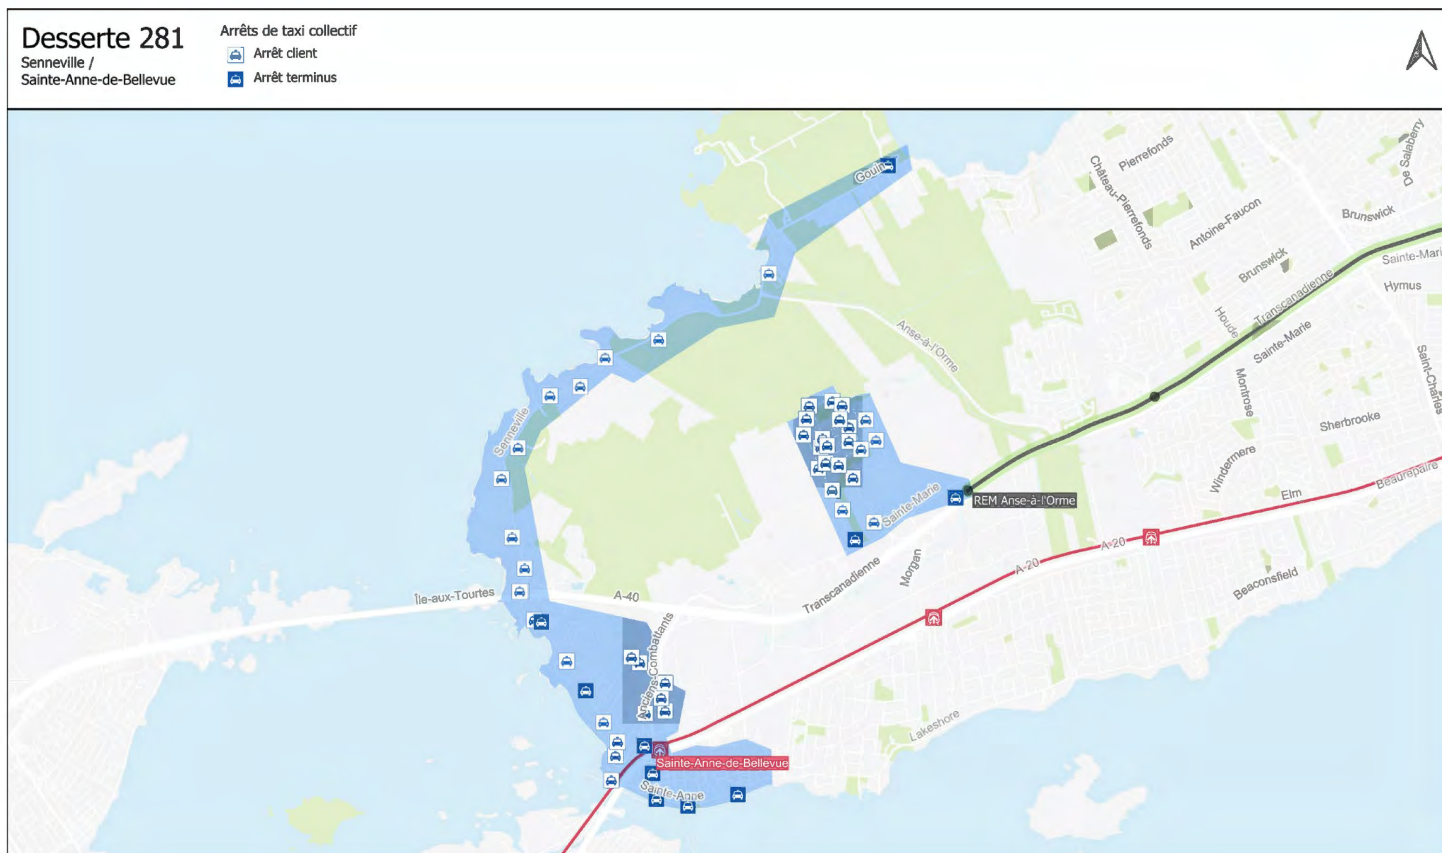 Desserte 281
Senneville /
Sainte-Anne-de-Bellevue
Arrêts de taxi collectif
Arrêt client
Arrêt terminus
Gouin
Pierrefonds
Château-Pierrefonds
De Salaberry
Antoine-Faucon
Brunswick
Brunswick
Transcanadienne
Sainte-Mari
Hymus
Houde
Sainte-Marie
Anse-à-l'Orme
Montrose
Saint-Charles
Sherbrooke
Senneville
Windermere
Beaurepaire
Elm
Sainte-Marie
REM Anse-à-l'Orme
A-20
A-20
Morgan
Transcanadienne
Beaconsfield
Île-aux-Tourtes
A-40
Anciens-Combattants
Lakeshore
Sainte-Anne-de-Bellevue
Sainte-Anne